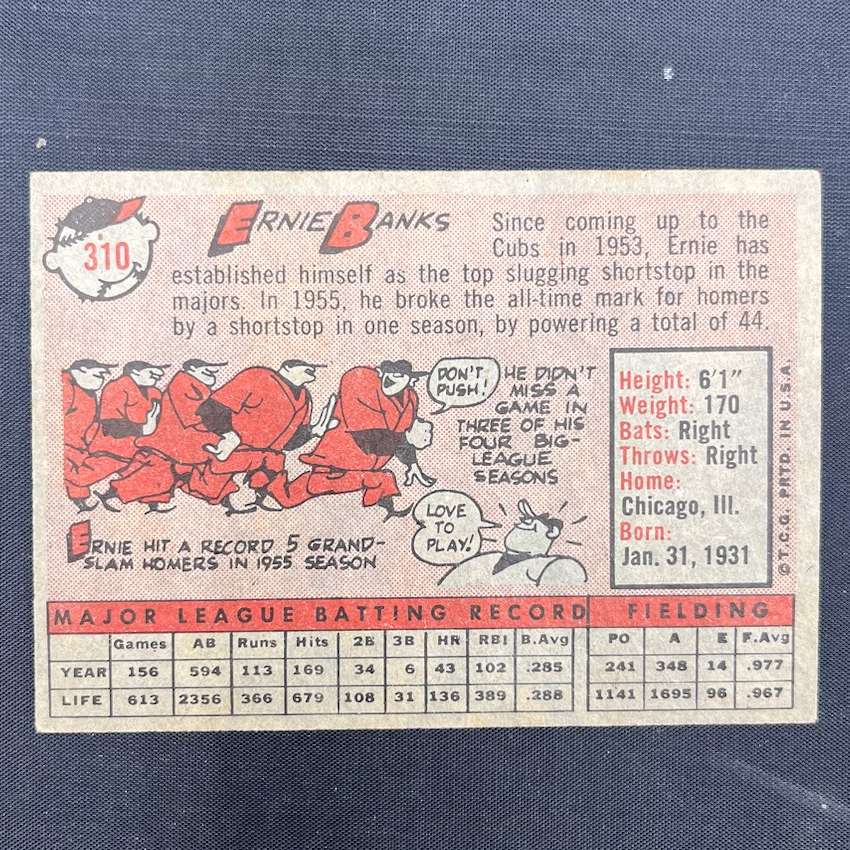 310
ERNIE BANKS
Since coming up to the
Cubs in 1953, Ernie has
established himself as the top slugging shortstop in the
majors. In 1955, he broke the all-time mark for homers
by a shortstop in one season, by powering a total of 44.
DON'T
PUSH!
HE DIDN'T
MISS A
GAME IN
THREE OF HIS
FOUR BIG-
LEAGUE
SEASONS
LOVE
TO
PLAY!
ERNIE HIT A RECORD 5 GRAND-
SLAM HOMERS IN 1955 SEASON
Height: 6'1"
Weight: 170
Bats: Right
Throws: Right
Home:
Chicago, Ill.
Born:
Jan. 31, 1931
©T.C.G. PRTD. IN U.S.A.
MAJOR LEAGUE BATTING RECORD FIELDING
Games AB Runs Hits 2B 3B HR RBI B.Avg PO A E F.Avg
YEAR 156 594 113 169 34 6 43 102 .285 241 348 14 .977
LIFE 613 2356 366 679 108 31 136 389 .288 1141 1695 96 .967